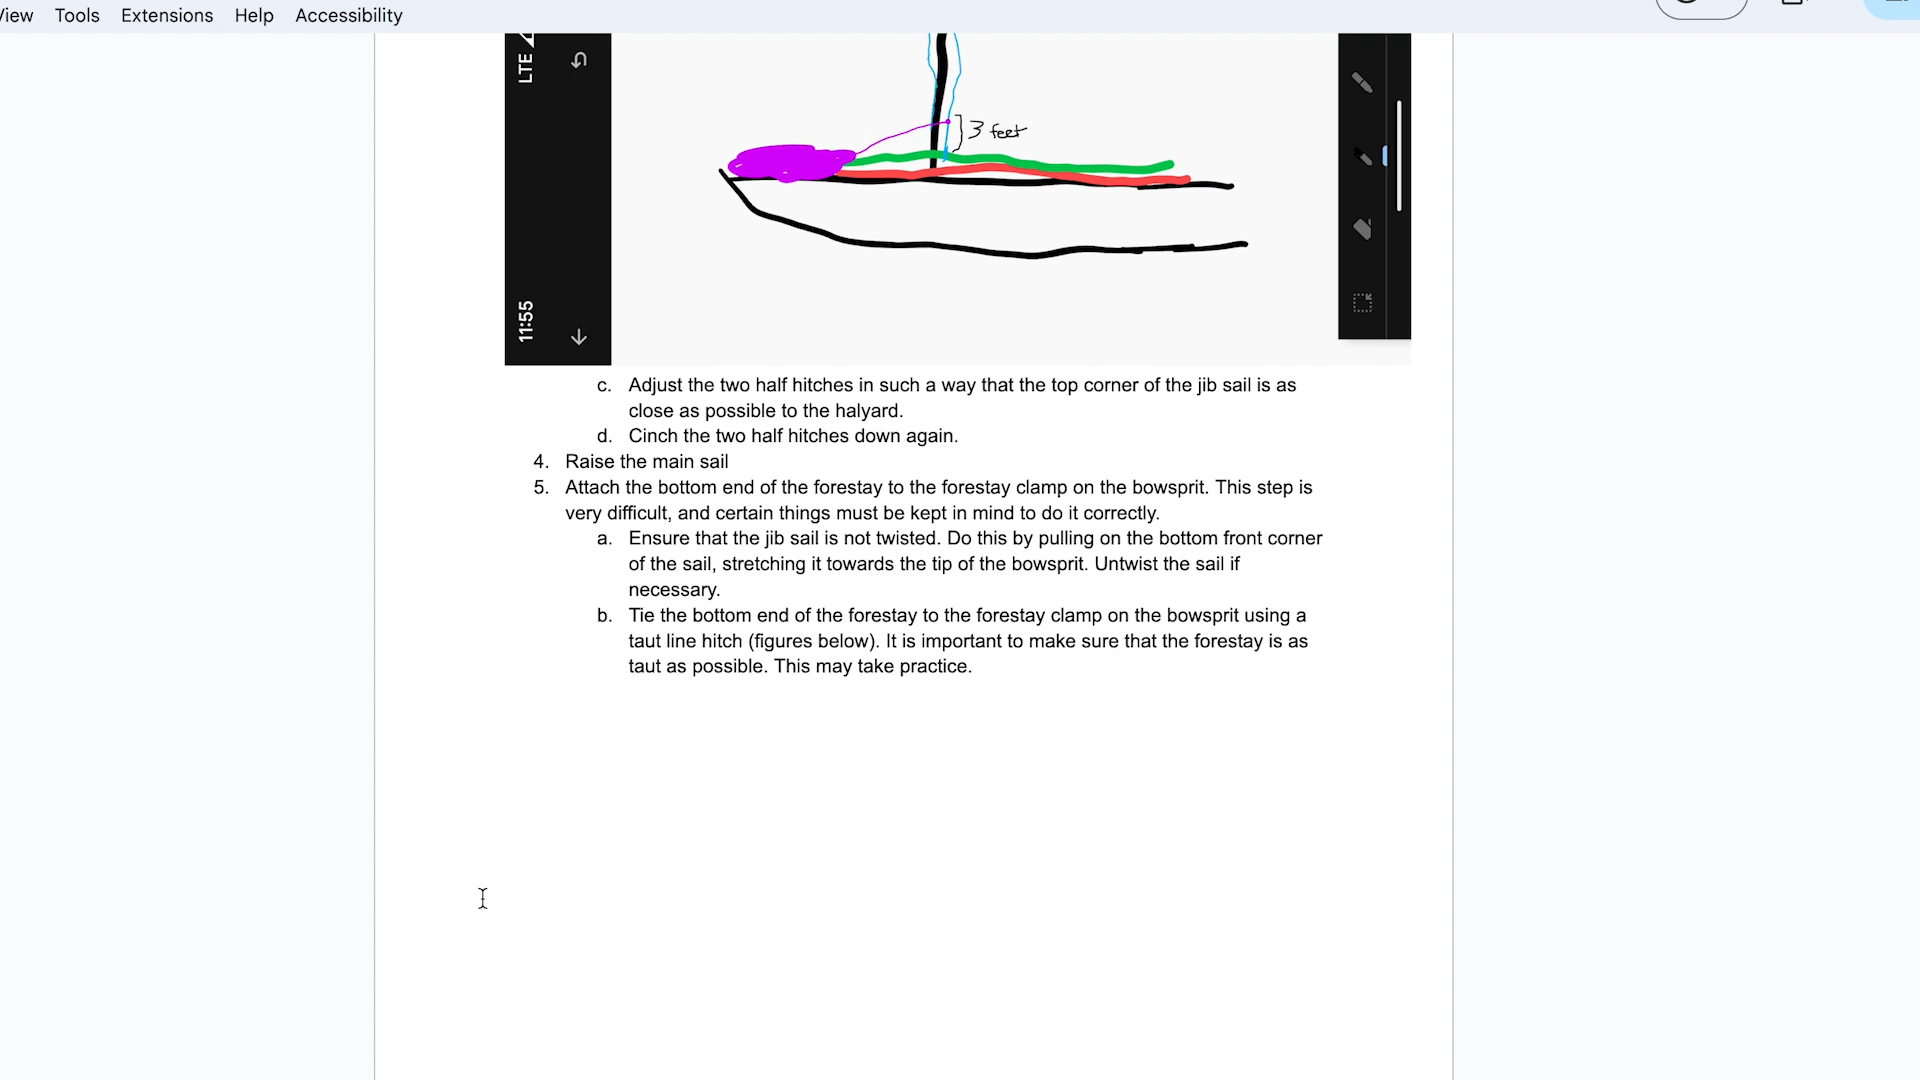 View Tools Extensions Help Accessibility
LTE
3 feet
11:55
c. Adjust the two half hitches in such a way that the top corner of the jib sail is as
close as possible to the halyard.
d. Cinch the two half hitches down again.
4. Raise the main sail
5. Attach the bottom end of the forestay to the forestay clamp on the bowsprit. This step is
very difficult, and certain things must be kept in mind to do it correctly.
a. Ensure that the jib sail is not twisted. Do this by pulling on the bottom front corner
of the sail, stretching it towards the tip of the bowsprit. Untwist the sail if
necessary.
b. Tie the bottom end of the forestay to the forestay clamp on the bowsprit using a
taut line hitch (figures below). It is important to make sure that the forestay is as
taut as possible. This may take practice.